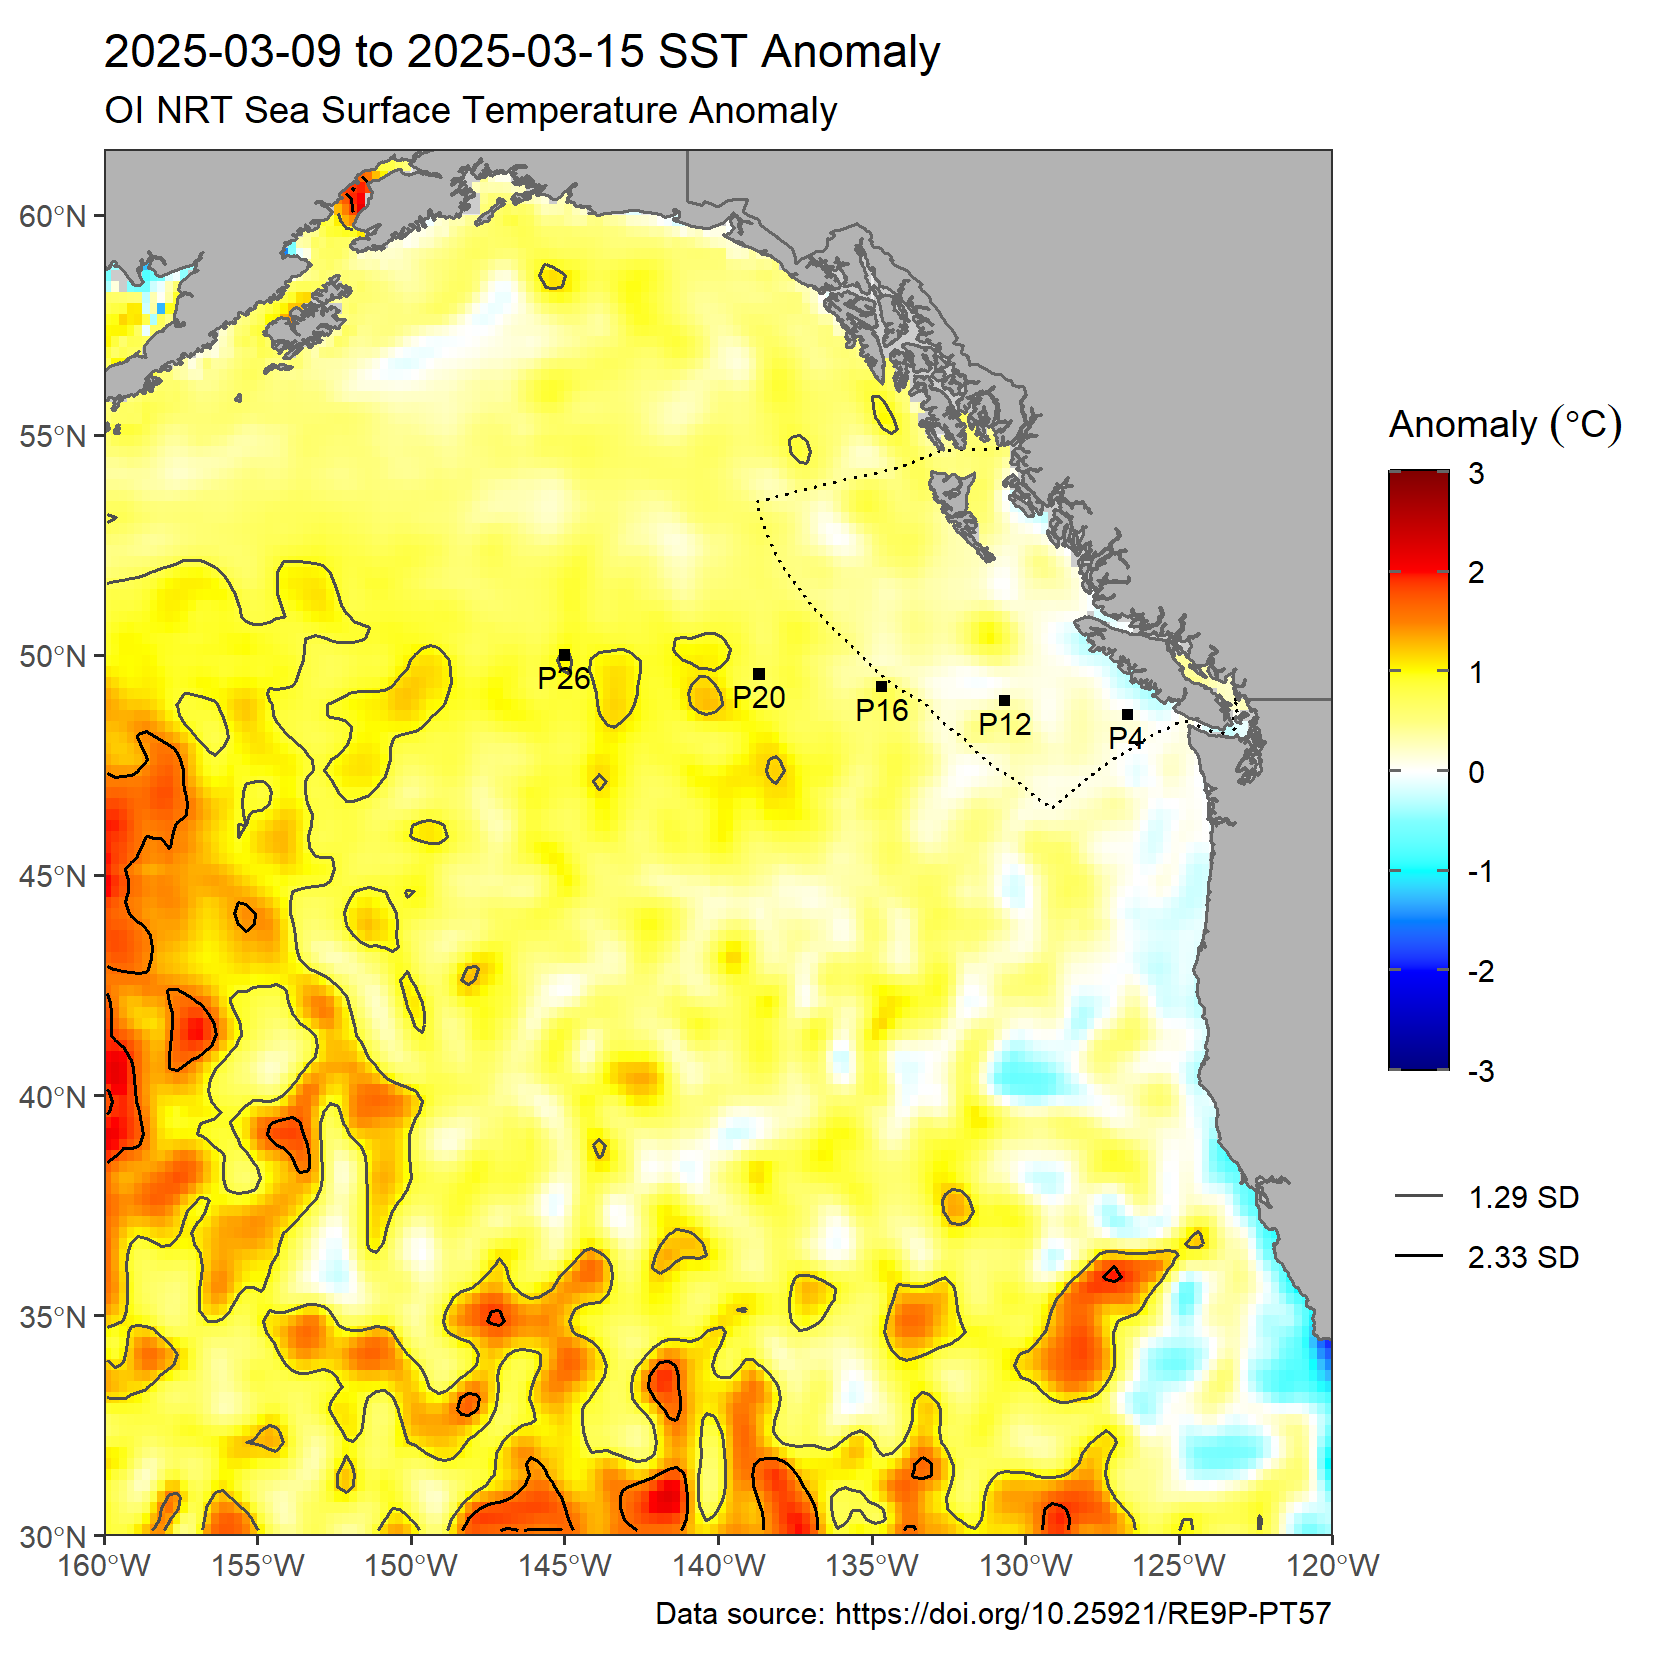 2025-03-09 to 2025-03-15 SST Anomaly
OI NRT Sea Surface Temperature Anomaly
60°N
55°N
50°N
45°N
40°N
35°N
30°N
160°W
155°W
150°W
145°W
140°W
135°W
130°W
125°W
120°W
P26
P20
P16
P12
P4
Anomaly (°C)
3
2
1
0
-1
-2
-3
1.29 SD
2.33 SD
Data source: https://doi.org/10.25921/RE9P-PT57